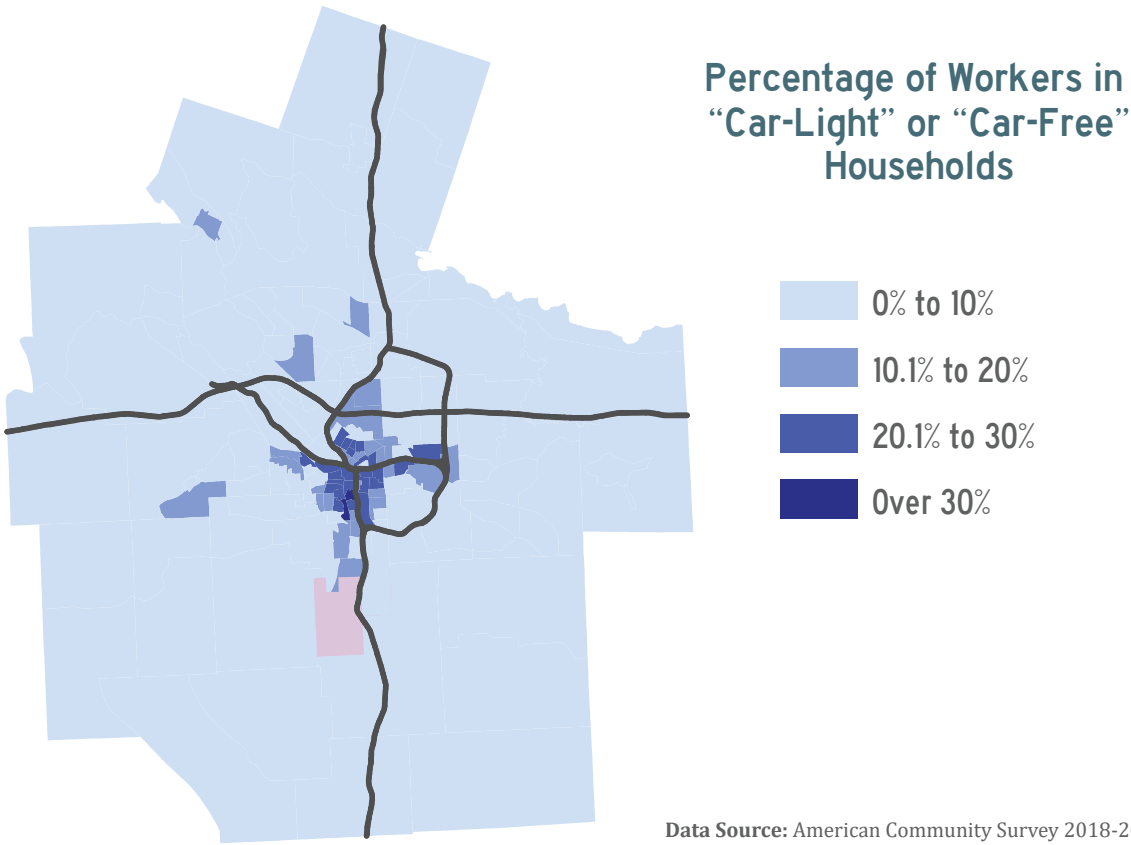 Percentage of Workers in
“Car-Light” or “Car-Free”
Households
0% to 10%
10.1% to 20%
20.1% to 30%
Over 30%
Data Source: American Community Survey 2018-2